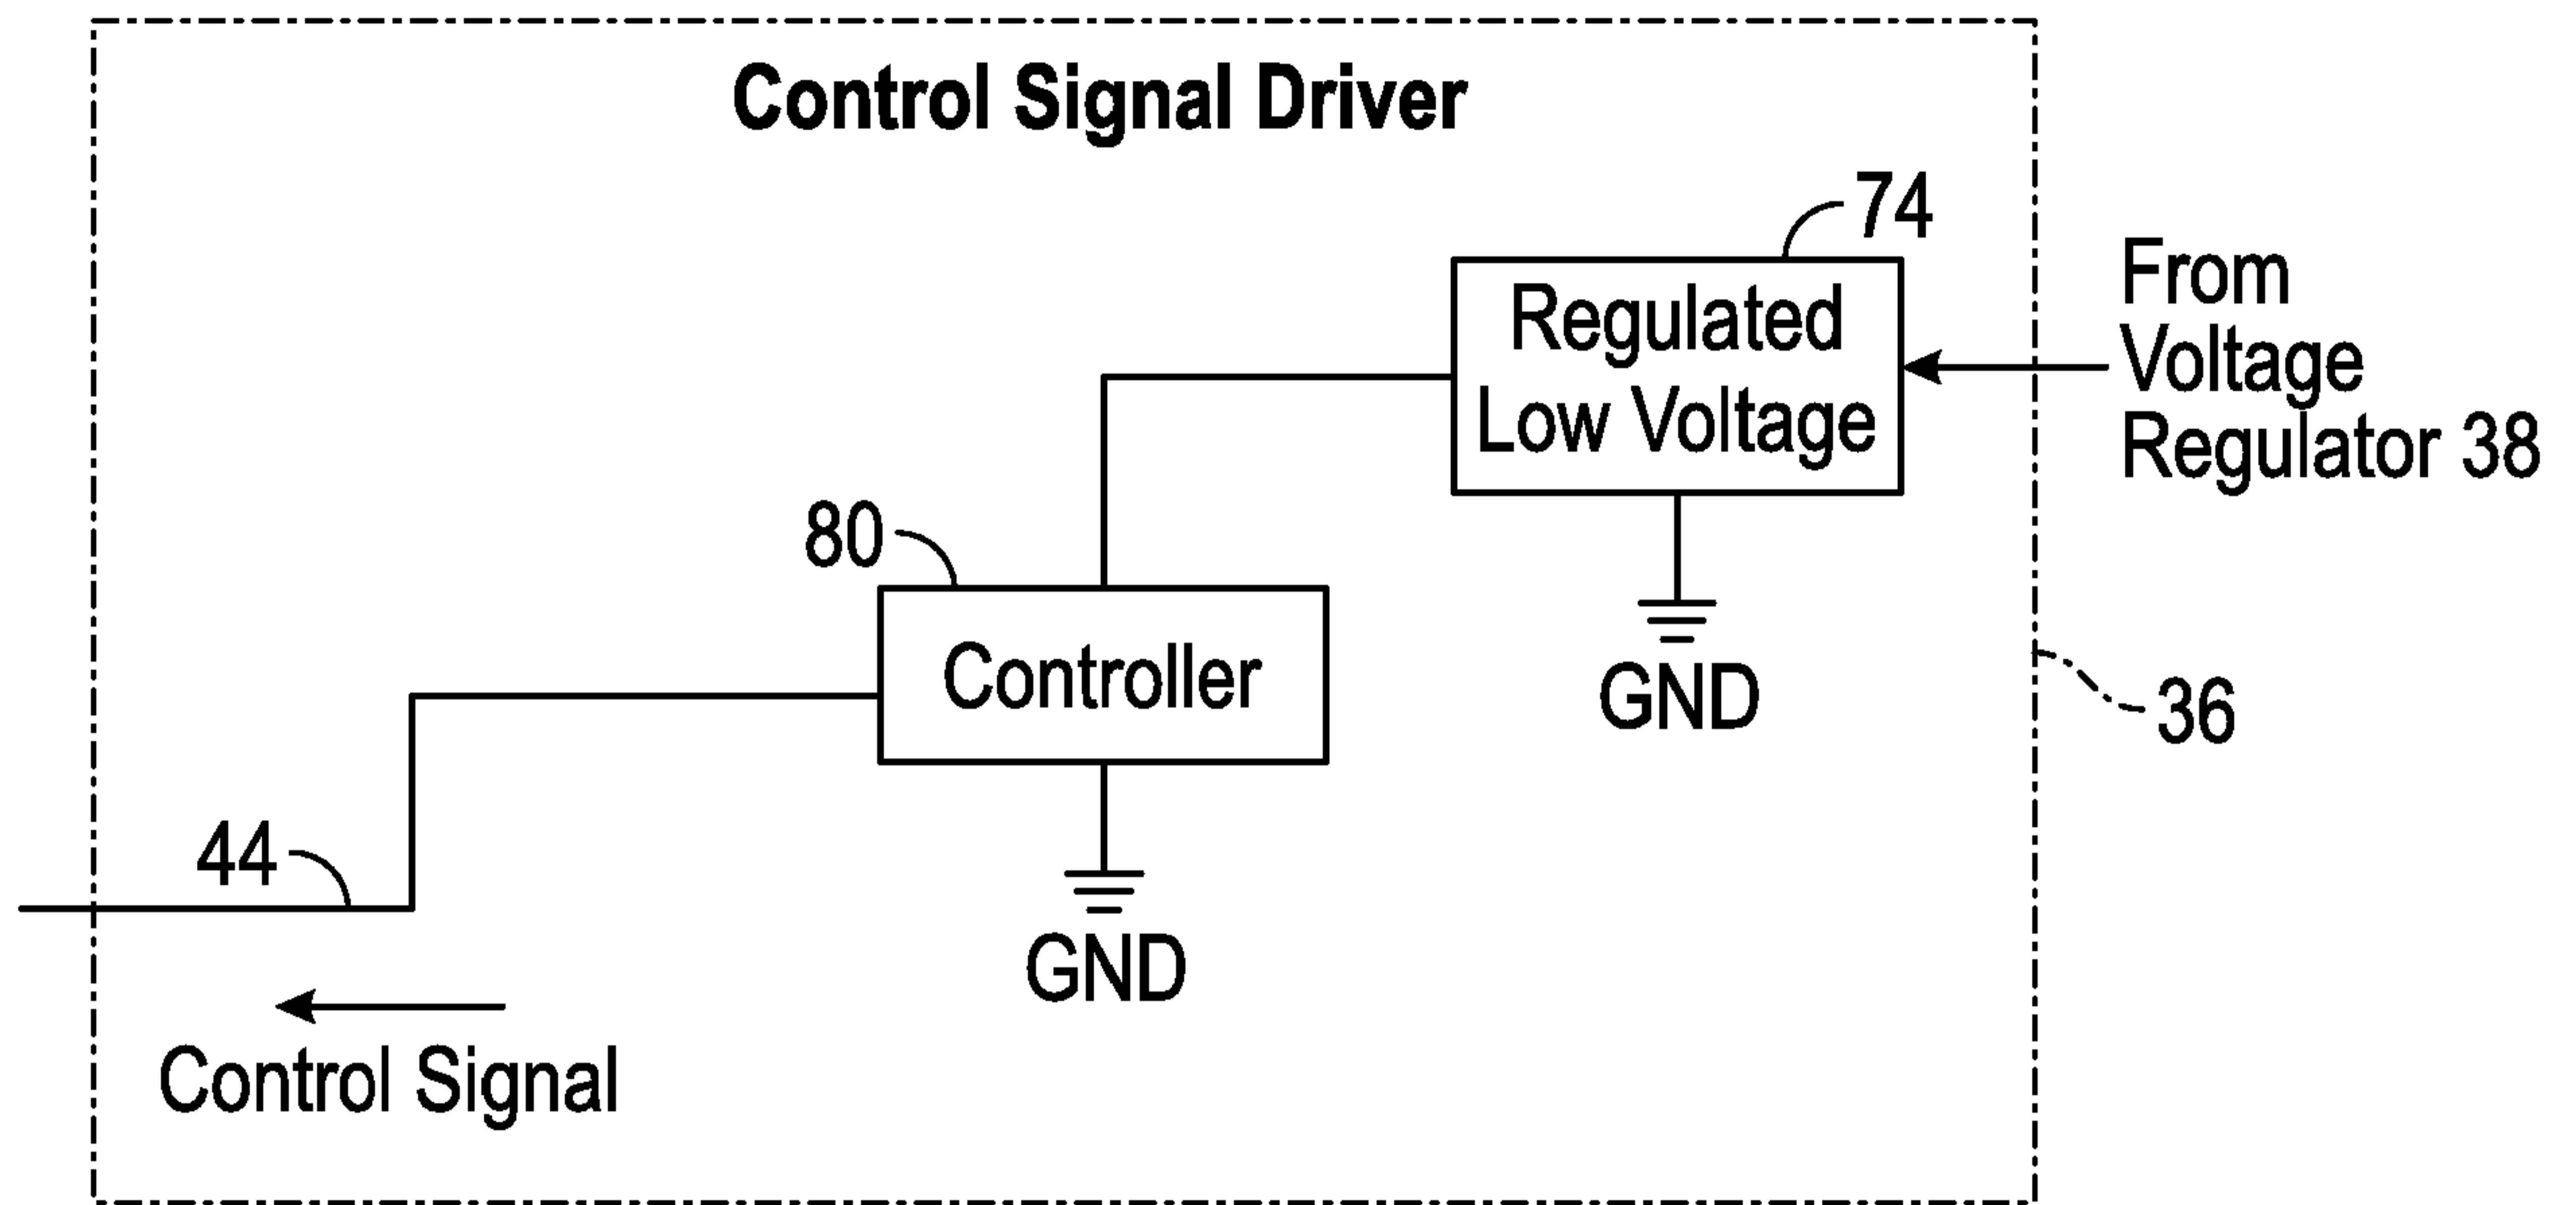 Control Signal Driver
74
Regulated
Low Voltage
From
Voltage
Regulator 38
80
Controller
GND
36
44
GND
Control Signal